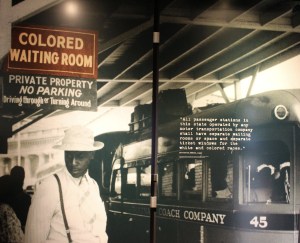 COLORED
WAITING ROOM
PRIVATE PROPERTY
NO PARKING
Driving through or Turning Around
"All passenger stations in
this state operated by any
motor transportation company
shall have separate waiting
rooms or space and separate
ticket windows for the
white and colored races."
COACH COMPANY
45